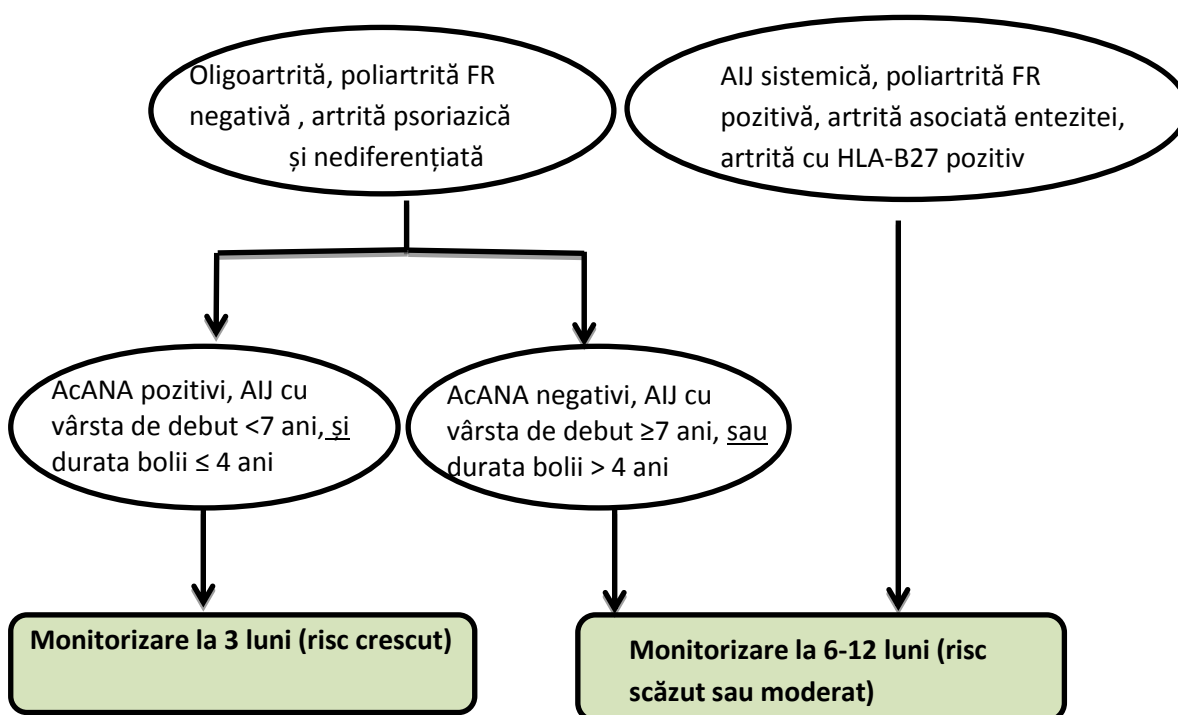 Oligoartrită, poliartrită FR
negativă , artrită psoriazică
și nediferențiată
AIJ sistemică, poliartrită FR
pozitivă, artrită asociată entezitei,
artrită cu HLA-B27 pozitiv
AcANA pozitivi, AIJ cu
vârsta de debut <7 ani, și
durata bolii ≤ 4 ani
AcANA negativi, AIJ cu
vârsta de debut ≥7 ani, sau
durata bolii > 4 ani
Monitorizare la 3 luni (risc crescut)
Monitorizare la 6-12 luni (risc
scăzut sau moderat)